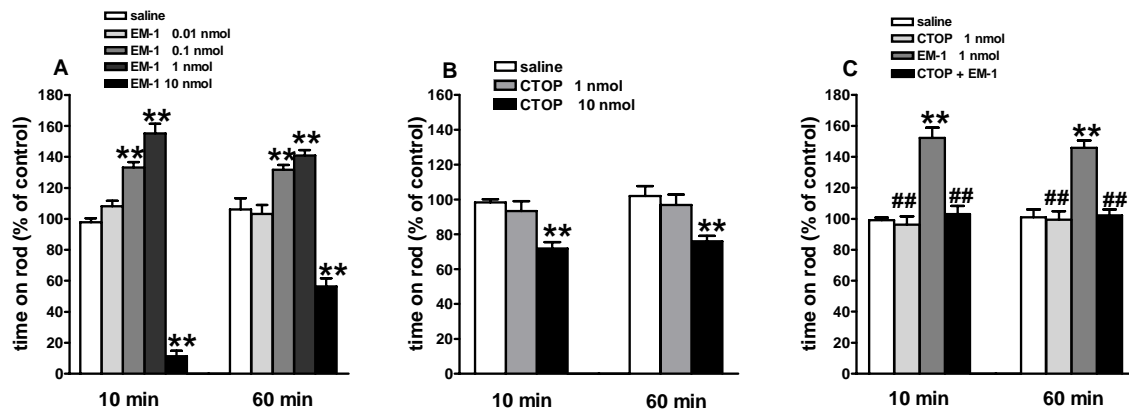 saline
EM-1 0.01 nmol
EM-1 0.1 nmol
EM-1 1 nmol
EM-1 10 nmol
A
180
160
140
120
100
80
60
40
20
0
time on rod (% of control)
**
**
**
**
**
**
10 min
60 min
B
saline
CTOP 1 nmol
CTOP 10 nmol
160
140
120
100
80
60
40
20
0
time on rod (% of control)
**
**
10 min
60 min
C
saline
CTOP 1 nmol
EM-1 1 nmol
CTOP + EM-1
180
160
140
120
100
80
60
40
20
0
time on rod (% of control)
##
**
##
##
**
##
10 min
60 min